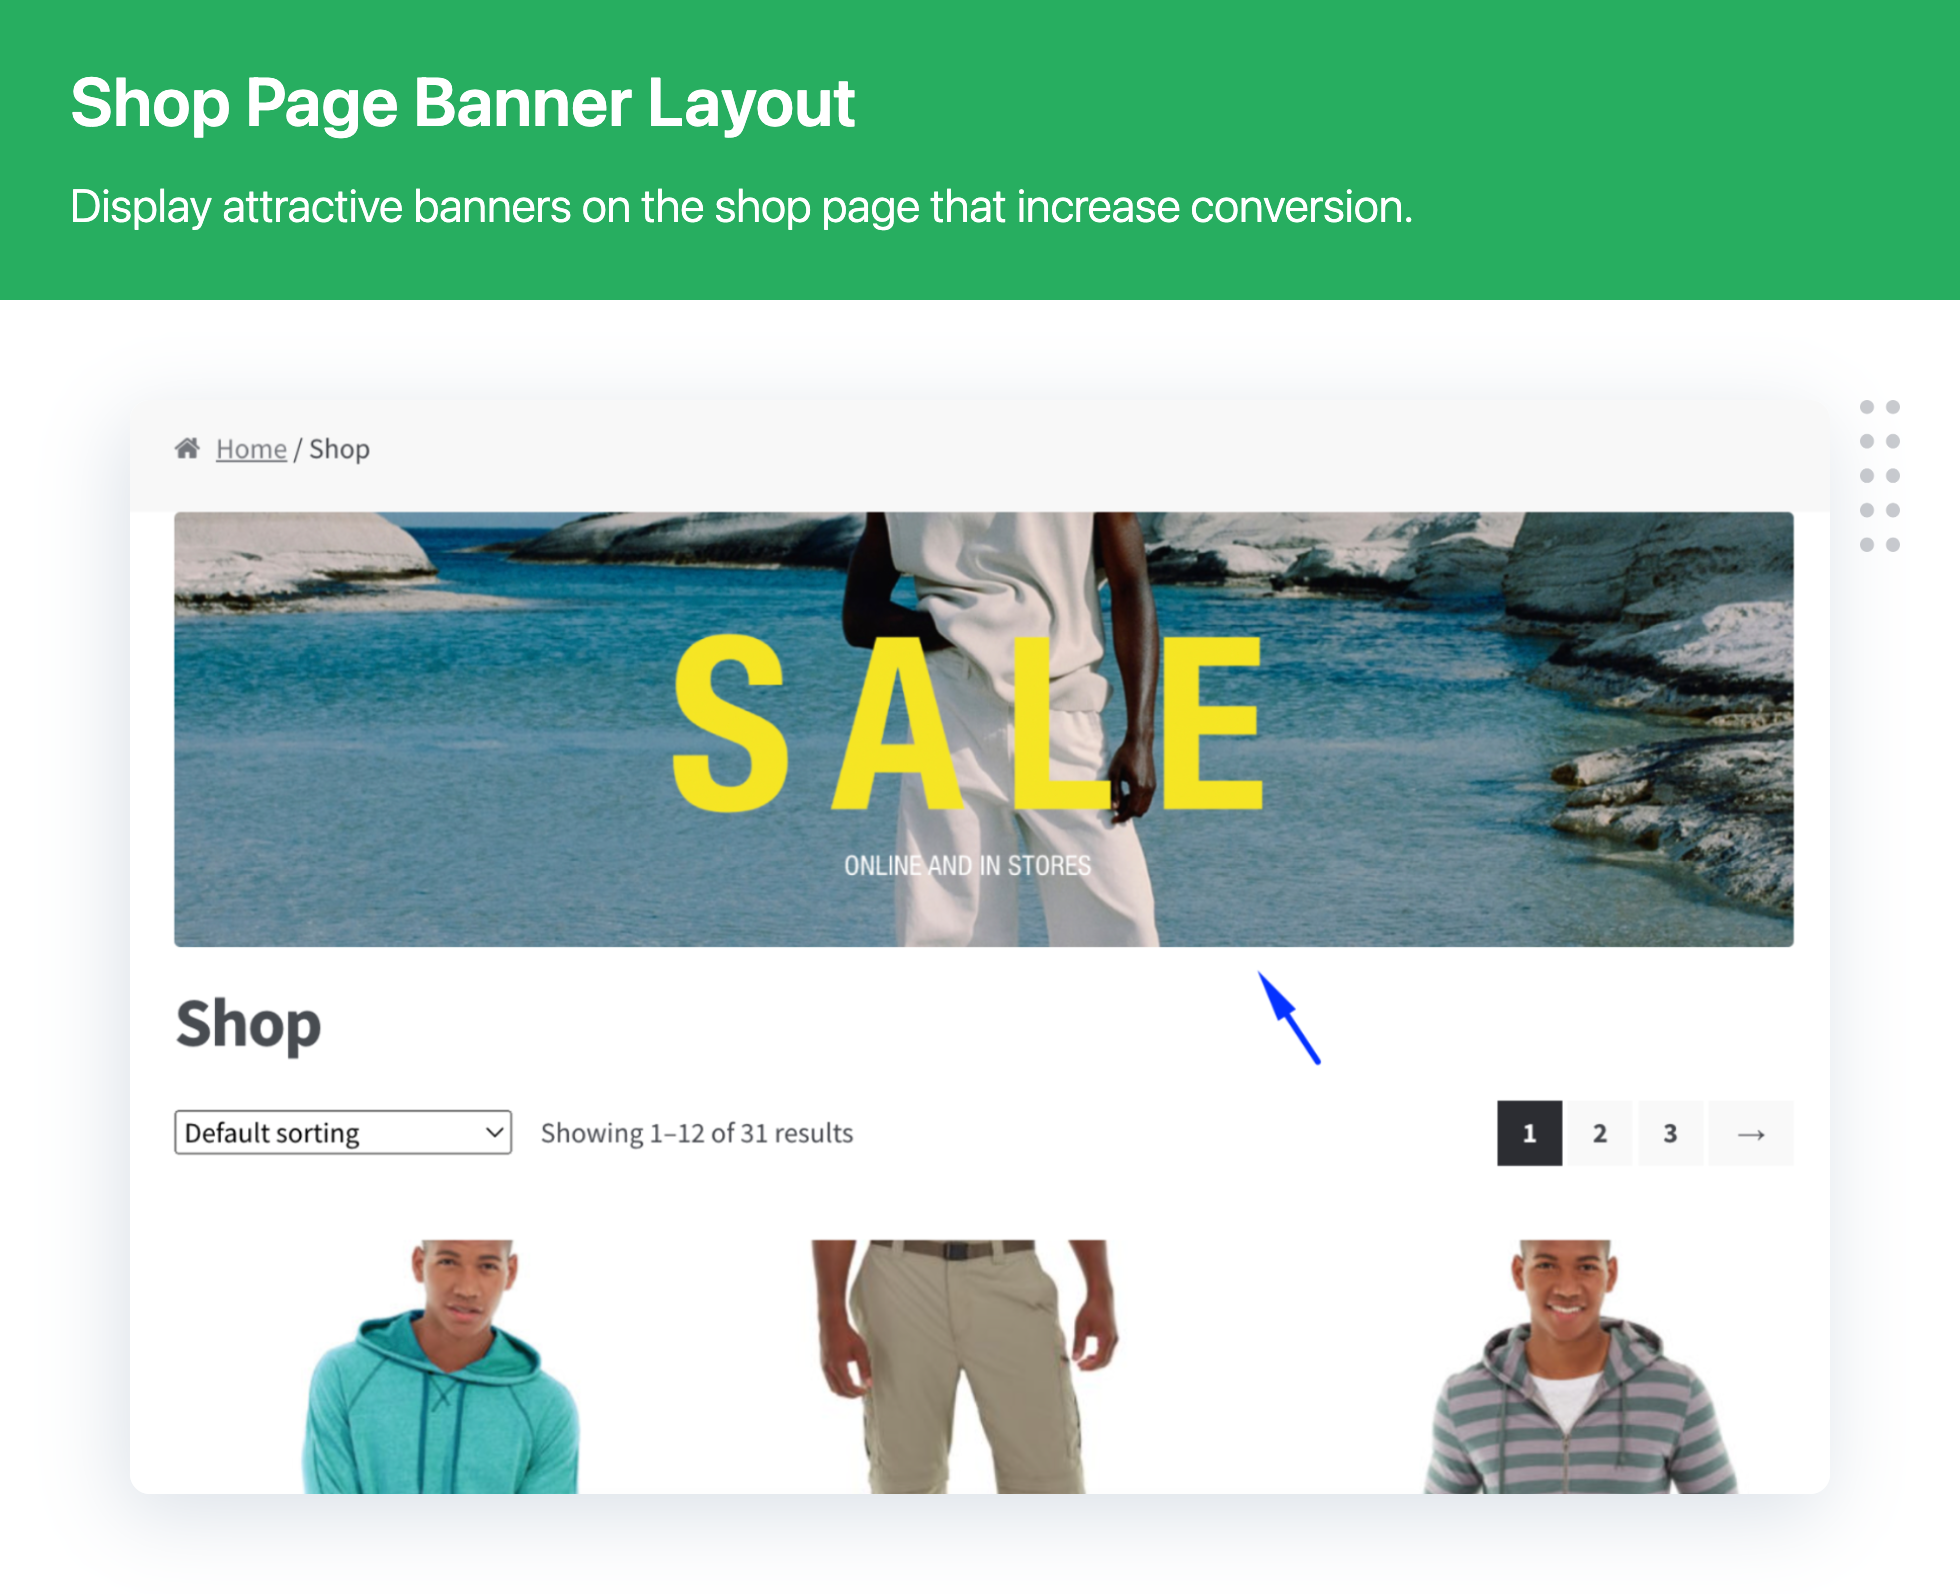 Shop Page Banner Layout
Display attractive banners on the shop page that increase conversion.
Home / Shop
SALE
ONLINE AND IN STORES
Shop
Default sorting Showing 1–12 of 31 results 1 2 3 →